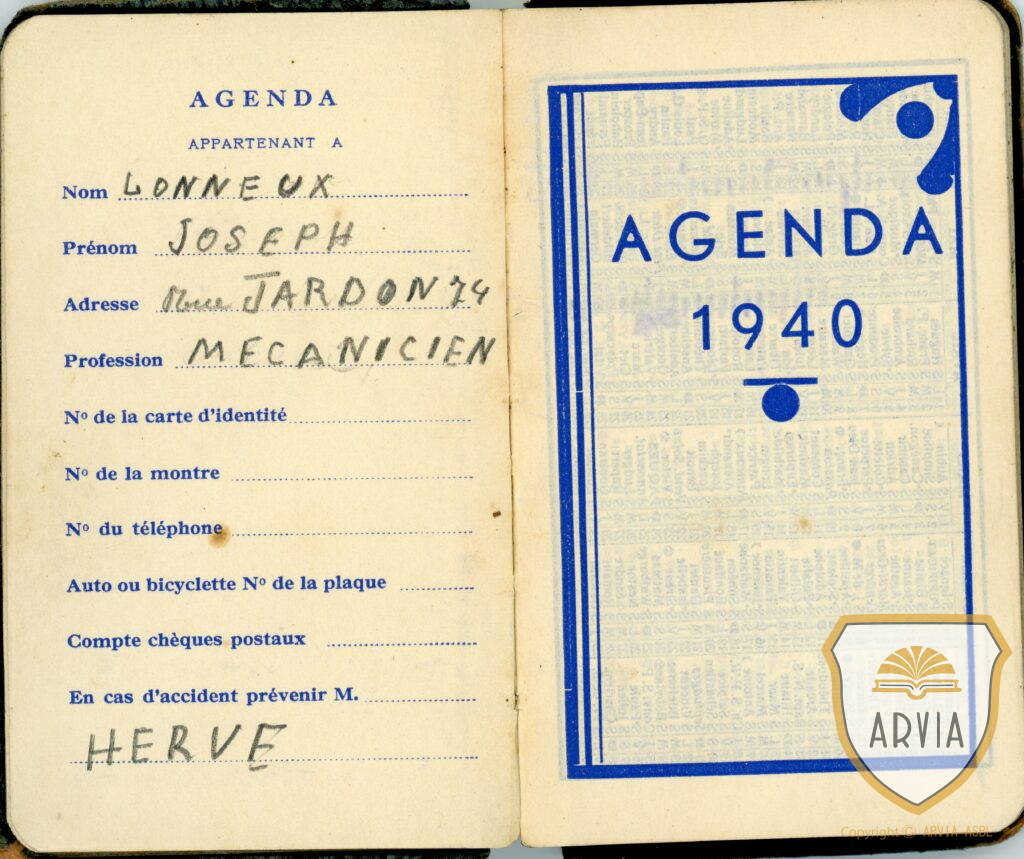 AGENDA
APPARTENANT A
Nom LONNEUX
Prénom JOSEPH
Adresse Rue JARDON 74
Profession MECANICIEN
Nº de la carte d'identité
Nº de la montre
Nº du téléphone
Auto ou bicyclette Nº de la plaque
Compte chèques postaux
En cas d'accident prévenir M.
HERVE
AGENDA
1940
ARVIA
Copyright © ARVIA ASBL